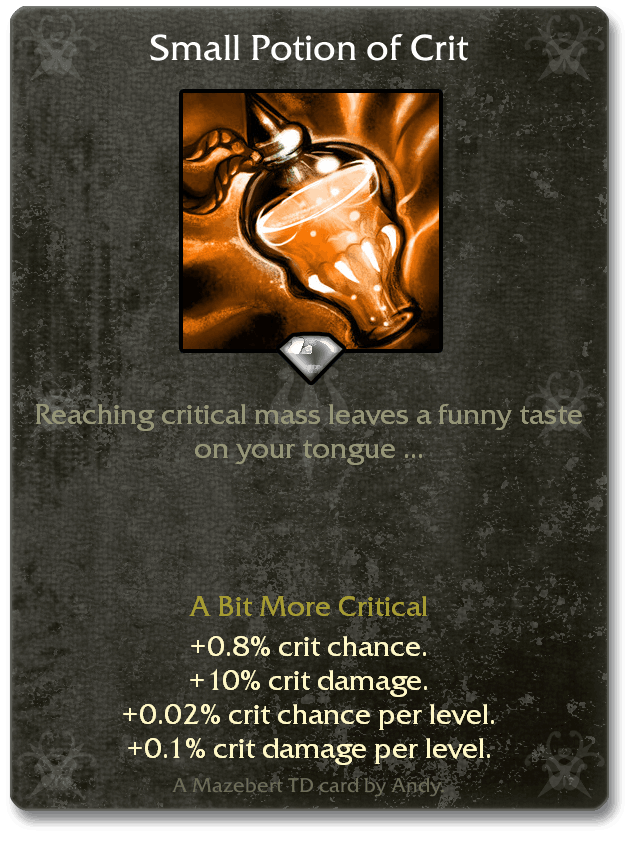 Small Potion of Crit
Reaching critical mass leaves a funny taste
on your tongue ...
A Bit More Critical
+0.8% crit chance.
+10% crit damage.
+0.02% crit chance per level.
+0.1% crit damage per level.
A Mazebert TD card by Andy.